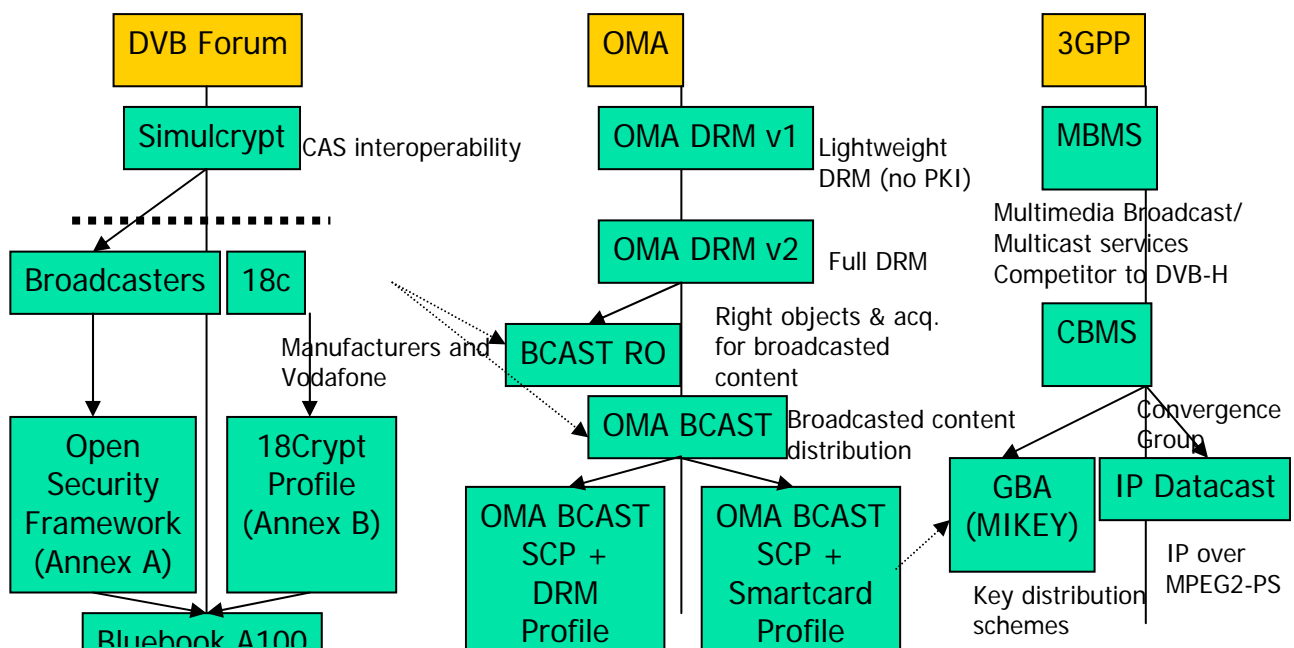 DVB Forum
OMA
3GPP
Simulcrypt
CAS interoperability
OMA DRM v1
Lightweight
DRM (no PKI)
MBMS
Multimedia Broadcast/
Multicast services
Competitor to DVB-H
Broadcasters
18c
OMA DRM v2
Full DRM
Manufacturers and
Vodafone
BCAST RO
Right objects & acq.
for broadcasted
content
CBMS
Convergence
Group
Open
Security
Framework
(Annex A)
18Crypt
Profile
(Annex B)
OMA BCAST
Broadcasted content
distribution
GBA
(MIKEY)
IP Datacast
OMA BCAST
SCP +
DRM
Profile
OMA BCAST
SCP +
Smartcard
Profile
Key distribution
schemes
IP over
MPEG2-PS
Bluebook A100